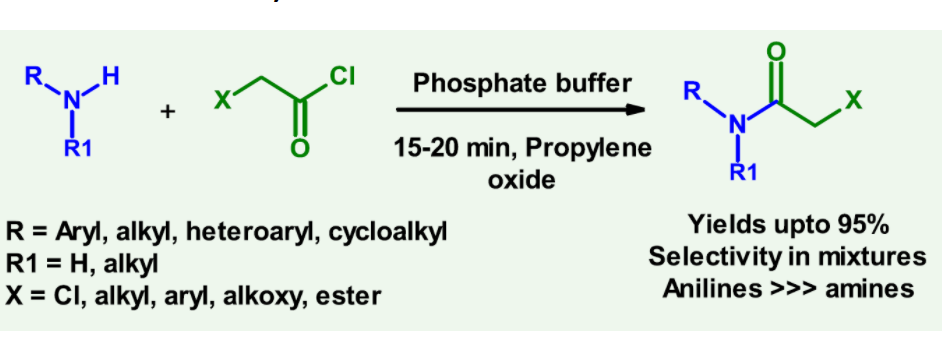 R
N
H
R1
+
X
Cl
O
Phosphate buffer
15-20 min, Propylene
oxide
R
N
R1
O
X
R = Aryl, alkyl, heteroaryl, cycloalkyl
R1 = H, alkyl
X = Cl, alkyl, aryl, alkoxy, ester
Yields upto 95%
Selectivity in mixtures
Anilines >>> amines